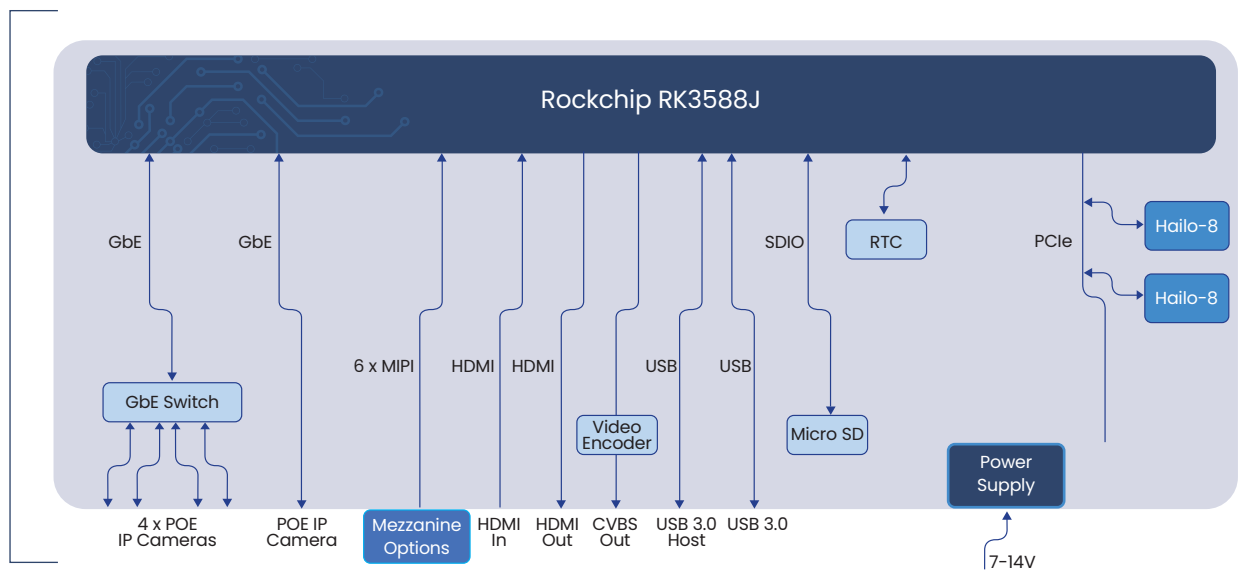 Rockchip RK3588J
GbE
GbE
SDIO
RTC
PCIe
Hailo-8
Hailo-8
6 x MIPI
HDMI
HDMI
USB
USB
GbE Switch
Video
Encoder
Micro SD
Power
Supply
4 x POE
IP Cameras
POE IP
Camera
Mezzanine
Options
HDMI
In
HDMI
Out
CVBS
Out
USB 3.0
Host
USB 3.0
7-14V